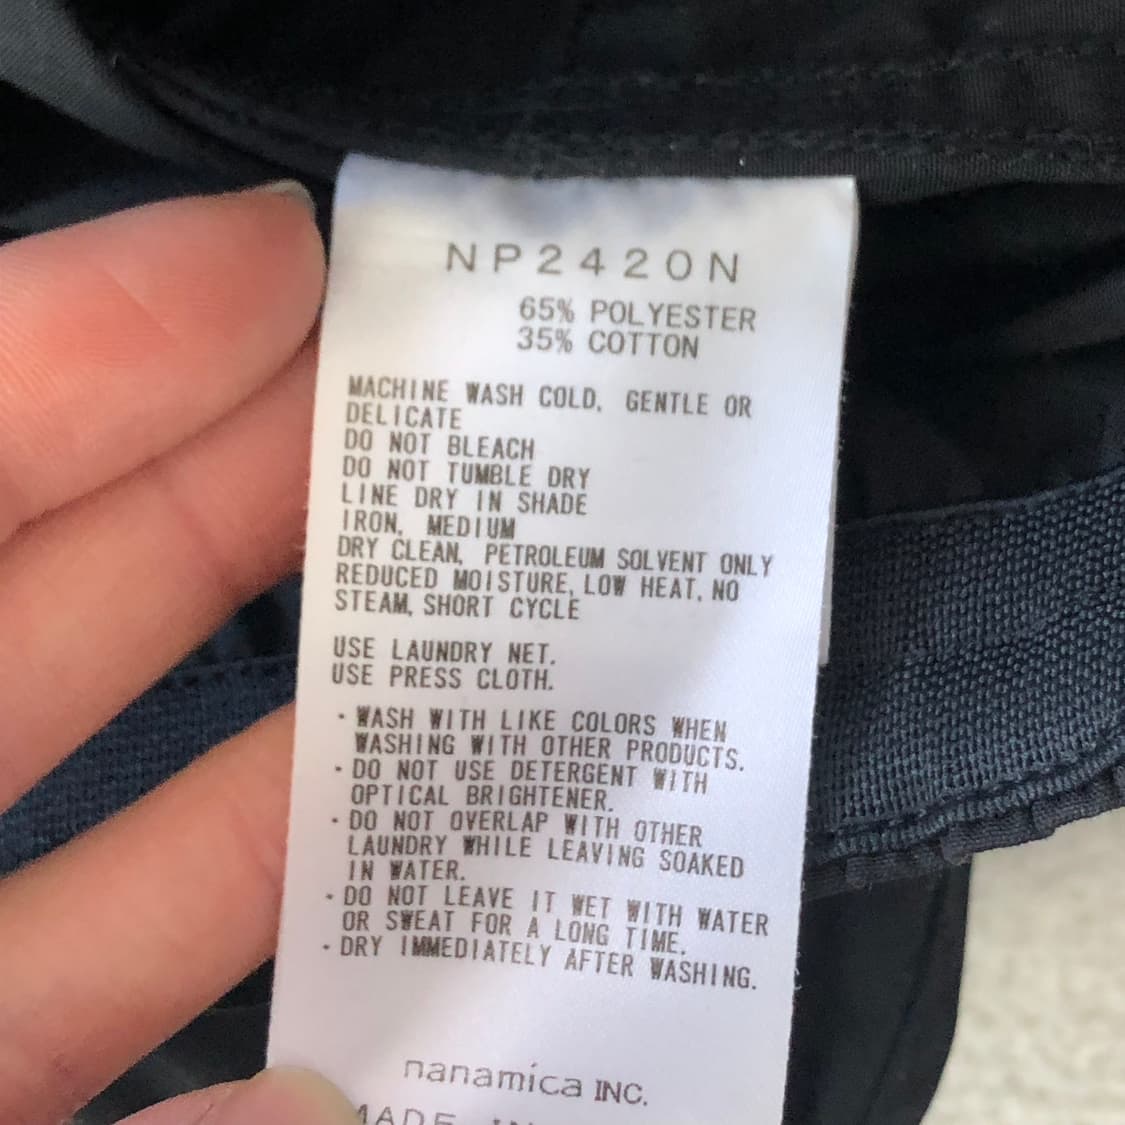 NP2420N
65% POLYESTER
35% COTTON
MACHINE WASH COLD, GENTLE OR
DELICATE
DO NOT BLEACH
DO NOT TUMBLE DRY
LINE DRY IN SHADE
IRON, MEDIUM
DRY CLEAN, PETROLEUM SOLVENT ONLY
REDUCED MOISTURE, LOW HEAT, NO
STEAM, SHORT CYCLE
USE LAUNDRY NET.
USE PRESS CLOTH.
・WASH WITH LIKE COLORS WHEN
WASHING WITH OTHER PRODUCTS.
・DO NOT USE DETERGENT WITH
OPTICAL BRIGHTENER.
・DO NOT OVERLAP WITH OTHER
LAUNDRY WHILE LEAVING SOAKED
IN WATER.
・DO NOT LEAVE IT WET WITH WATER
OR SWEAT FOR A LONG TIME.
・DRY IMMEDIATELY AFTER WASHING.
nanamica INC.
MADE IN